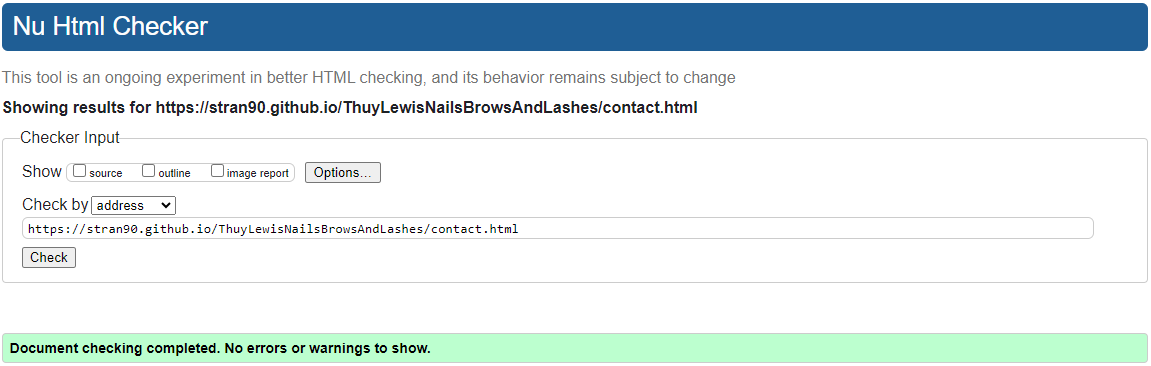 Nu Html Checker
This tool is an ongoing experiment in better HTML checking, and its behavior remains subject to change
Showing results for https://stran90.github.io/ThuyLewisNailsBrowsAndLashes/contact.html
Checker Input
Show source outline image report Options...
Check by address
https://stran90.github.io/ThuyLewisNailsBrowsAndLashes/contact.html
Check
Document checking completed. No errors or warnings to show.